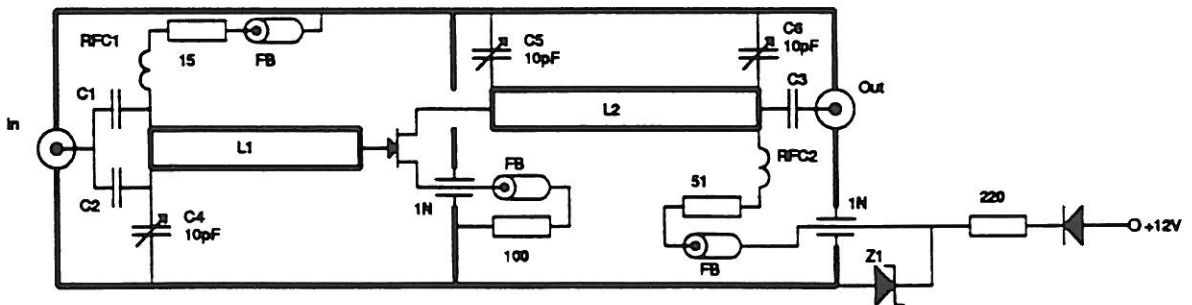 RFC1
15
FB
C5
10pF
C6
10pF
C1
C3
Out
In
L1
L2
C2
FB
RFC2
C4
10pF
1N
51
1N
220
+12V
100
FB
Z1